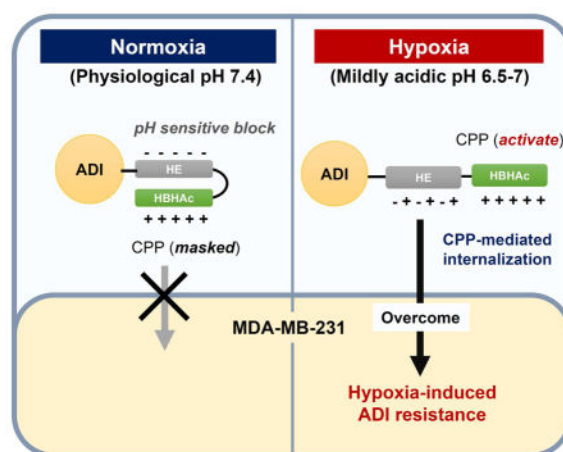 Normoxia
(Physiological pH 7.4)
pH sensitive block
- - - - -
ADI
HE
HBHAc
+ + + + +
CPP (masked)
Hypoxia
(Mildly acidic pH 6.5-7)
CPP (activate)
ADI
HE
HBHAc
- + - + - +
+ + + + +
CPP-mediated
internalization
MDA-MB-231
Overcome
Hypoxia-induced
ADI resistance